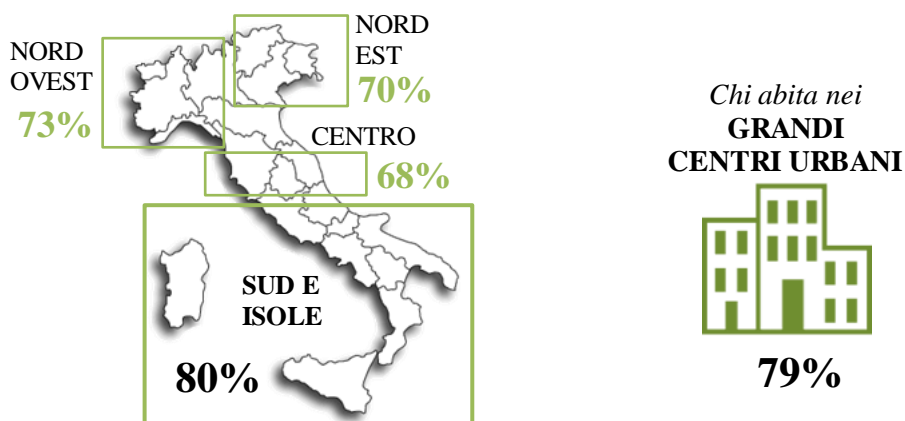 NORD
OVEST
73%
NORD
EST
70%
CENTRO
68%
SUD E
ISOLE
80%
Chi abita nei
GRANDI
CENTRI URBANI
79%